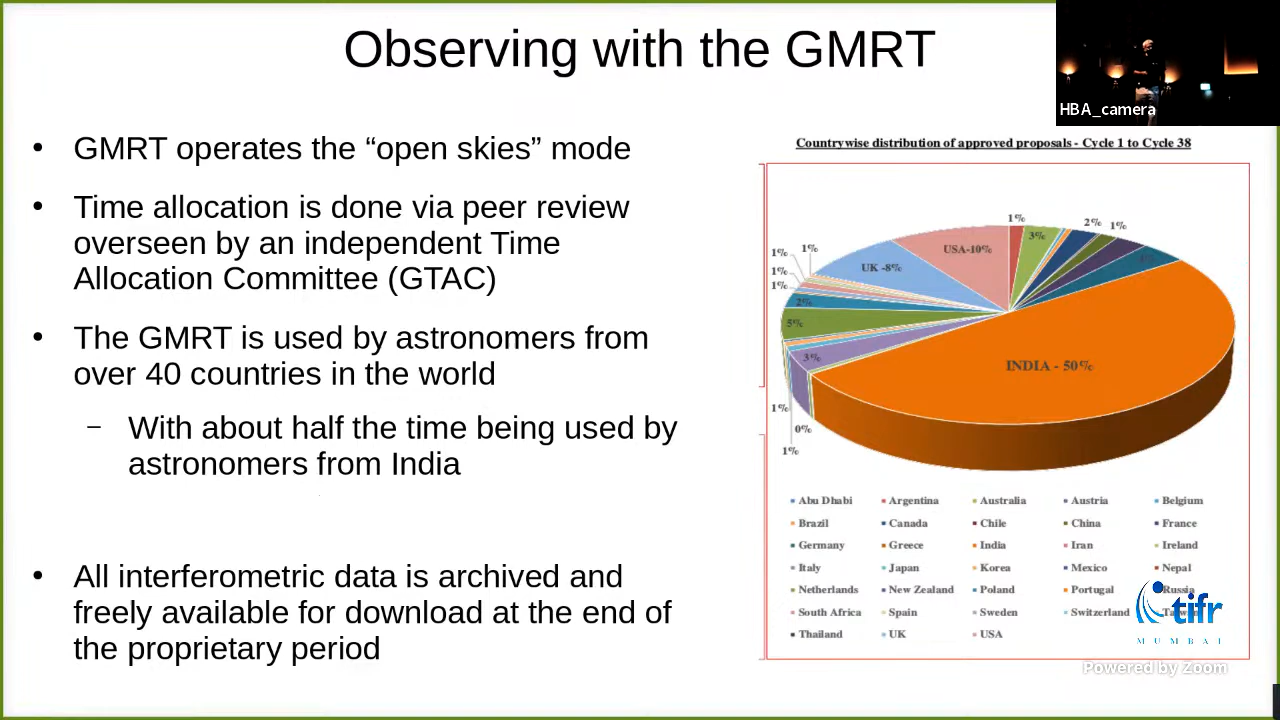 Observing with the GMRT
HBA_camera
• GMRT operates the “open skies” mode
• Time allocation is done via peer review
overseen by an independent Time
Allocation Committee (GTAC)
• The GMRT is used by astronomers from
over 40 countries in the world
– With about half the time being used by
astronomers from India
• All interferometric data is archived and
freely available for download at the end of
the proprietary period
Countrywise distribution of approved proposals - Cycle 1 to Cycle 38
1%
3%
2%
1%
USA-10%
UK -8%
1%
1%
1%
1%
2%
5%
3%
INDIA - 50%
1%
0%
1%
Abu Dhabi Argentina Australia Austria Belgium
Brazil Canada Chile China France
Germany Greece India Iran Ireland
Italy Japan Korea Mexico Nepal
Netherlands New Zealand Poland Portugal Russia
South Africa Spain Sweden Switzerland
Thailand UK USA
tifr
MUMBAI
Powered by Zoom